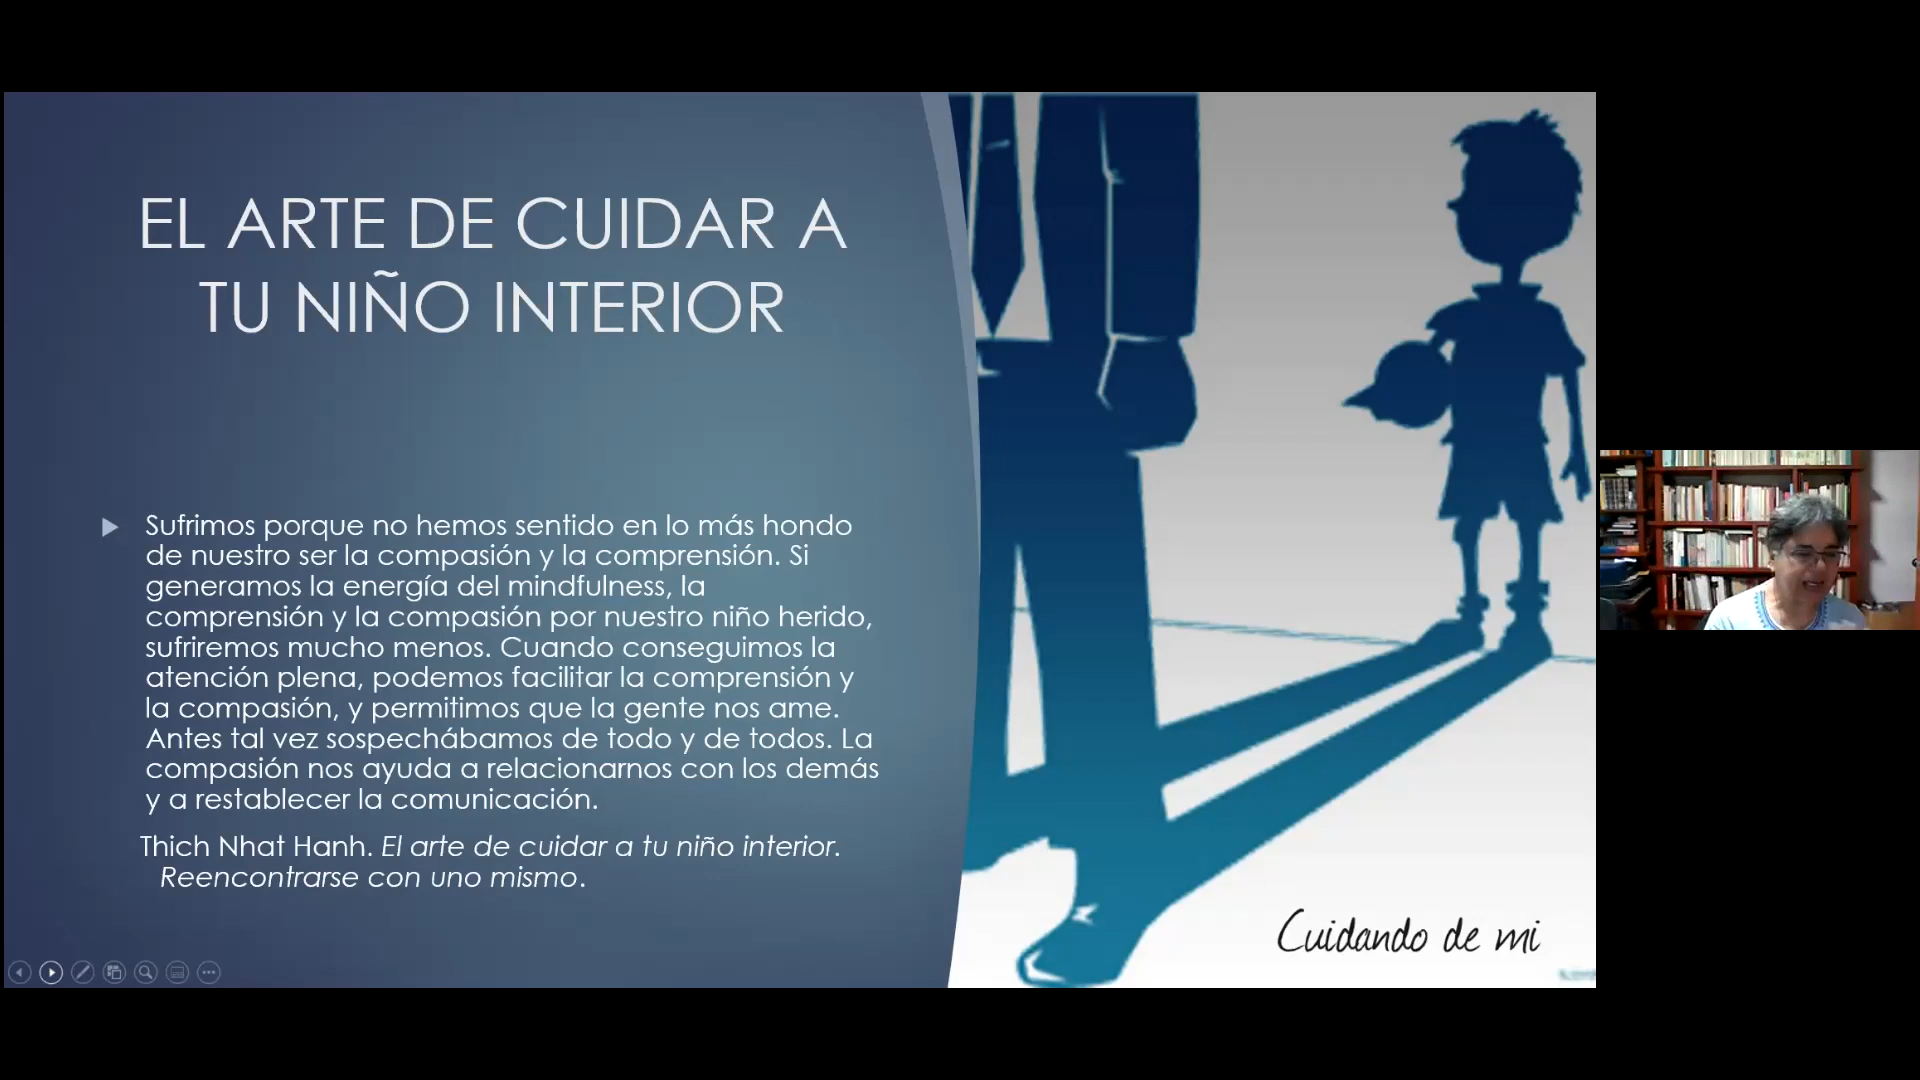 EL ARTE DE CUIDAR A
TU NIÑO INTERIOR
Sufrimos porque no hemos sentido en lo más hondo
de nuestro ser la compasión y la comprensión. Si
generamos la energía del mindfulness, la
comprensión y la compasión por nuestro niño herido,
sufriremos mucho menos. Cuando conseguimos la
atención plena, podemos facilitar la comprensión y
la compasión, y permitimos que la gente nos ame.
Antes tal vez sospechábamos de todo y de todos. La
compasión nos ayuda a relacionarnos con los demás
y a restablecer la comunicación.
Thich Nhat Hanh. El arte de cuidar a tu niño interior.
Reencontrarse con uno mismo.
Cuidando de mi